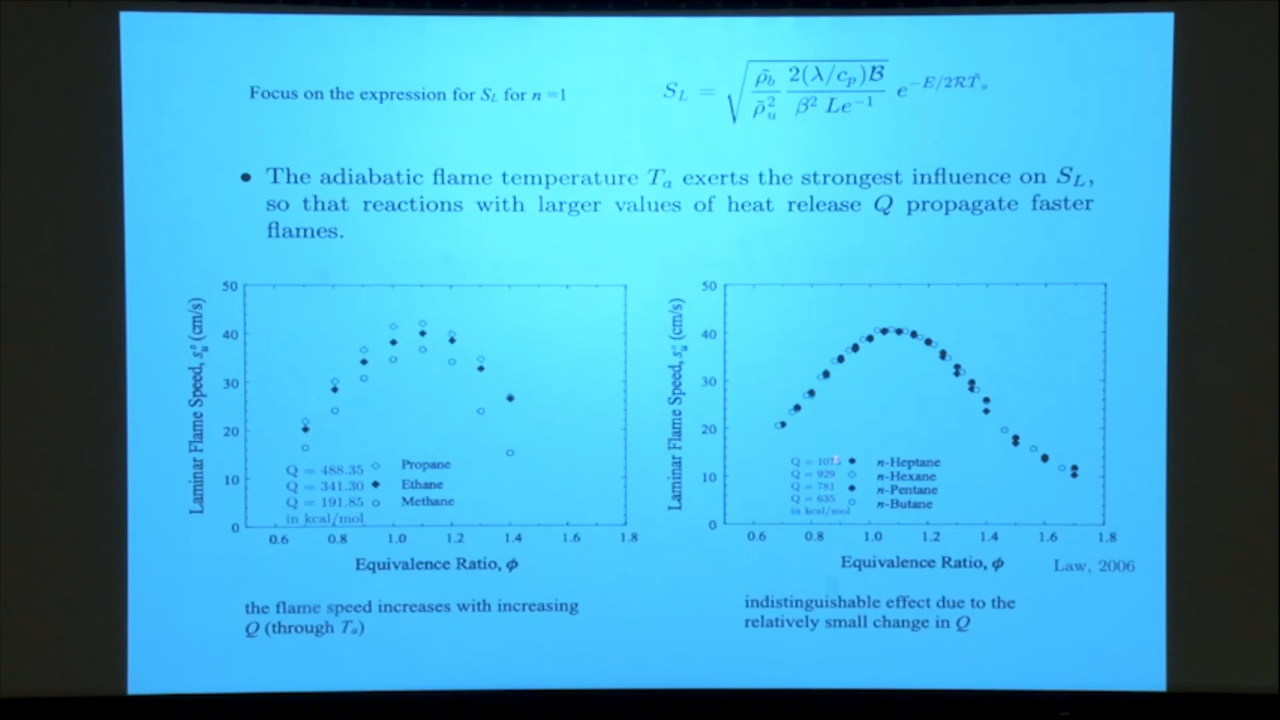 Focus on the expression for S_L for n =1
S_L = √( ρ̄_b / ρ̄_u² · 2(λ/c_p)ℬ / β² Le⁻¹ ) e^(−E/2RT̄_a)
• The adiabatic flame temperature T_a exerts the strongest influence on S_L,
so that reactions with larger values of heat release Q propagate faster
flames.
50
40
30
20
10
0
Laminar Flame Speed, s_u° (cm/s)
Q = 488.35 ◇ Propane
Q = 341.30 ◆ Ethane
Q = 191.85 ○ Methane
in kcal/mol
0.6 0.8 1.0 1.2 1.4 1.6 1.8
Equivalence Ratio, ϕ
the flame speed increases with increasing
Q (through T_a)
50
40
30
20
10
0
Laminar Flame Speed, s_u° (cm/s)
Q = ● n-Heptane
Q = 929 ◇ n-Hexane
Q = 781 ◆ n-Pentane
Q = 635 ○ n-Butane
in kcal/mol
0.6 0.8 1.0 1.2 1.4 1.6 1.8
Equivalence Ratio, ϕ
Law, 2006
indistinguishable effect due to the
relatively small change in Q